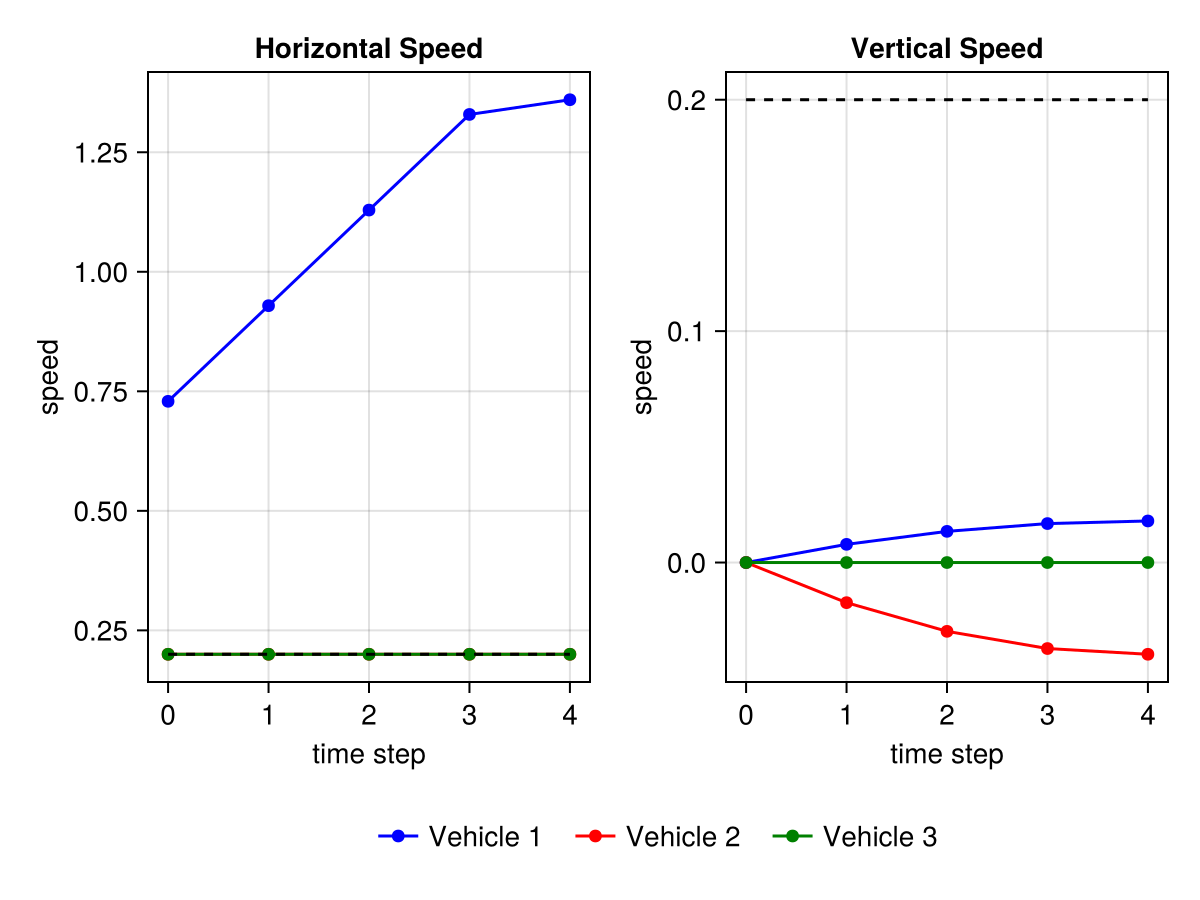 Horizontal Speed
Vertical Speed
speed
1.25
1.00
0.75
0.50
0.25
0 1 2 3 4
time step
speed
0.2
0.1
0.0
0 1 2 3 4
time step
Vehicle 1 Vehicle 2 Vehicle 3